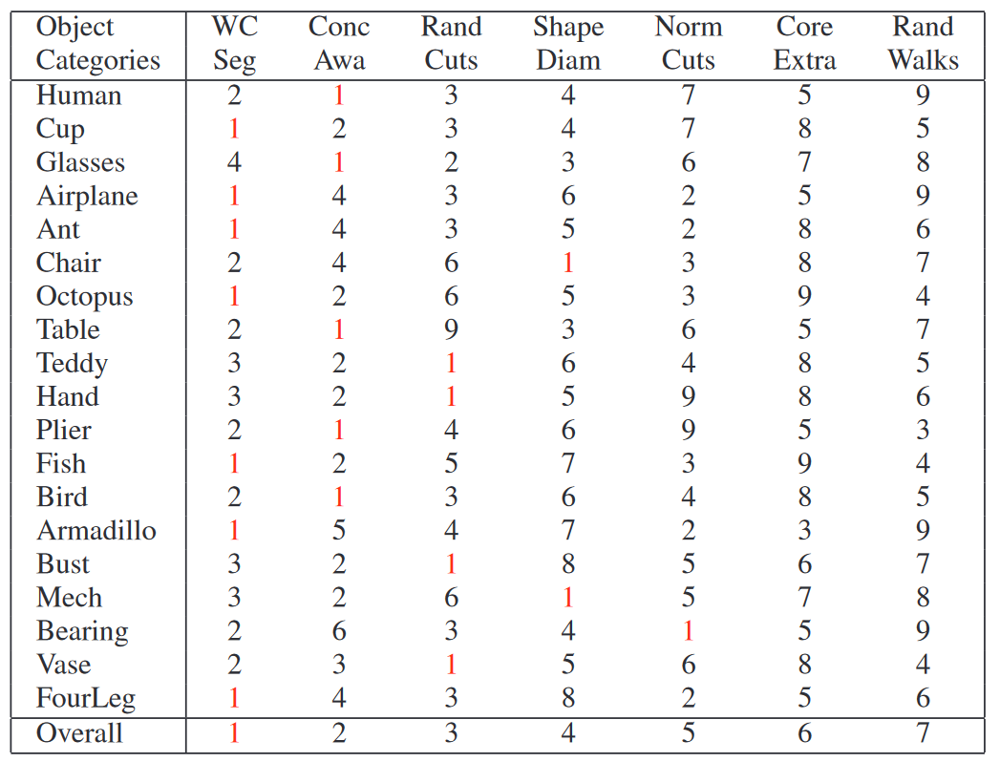 Object WC Conc Rand Shape Norm Core Rand
Categories Seg Awa Cuts Diam Cuts Extra Walks
Human 2 1 3 4 7 5 9
Cup 1 2 3 4 7 8 5
Glasses 4 1 2 3 6 7 8
Airplane 1 4 3 6 2 5 9
Ant 1 4 3 5 2 8 6
Chair 2 4 6 1 3 8 7
Octopus 1 2 6 5 3 9 4
Table 2 1 9 3 6 5 7
Teddy 3 2 1 6 4 8 5
Hand 3 2 1 5 9 8 6
Plier 2 1 4 6 9 5 3
Fish 1 2 5 7 3 9 4
Bird 2 1 3 6 4 8 5
Armadillo 1 5 4 7 2 3 9
Bust 3 2 1 8 5 6 7
Mech 3 2 6 1 5 7 8
Bearing 2 6 3 4 1 5 9
Vase 2 3 1 5 6 8 4
FourLeg 1 4 3 8 2 5 6
Overall 1 2 3 4 5 6 7